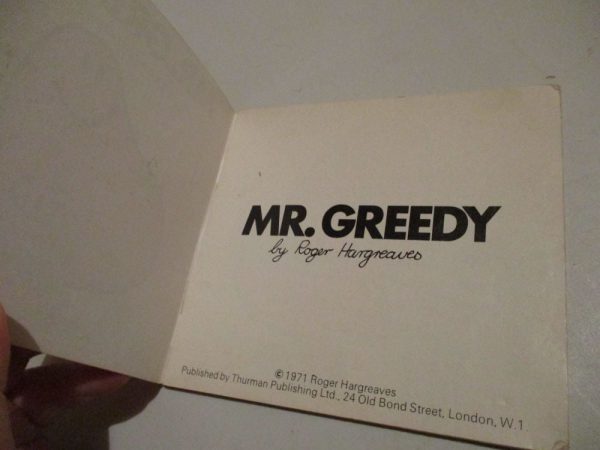 MR. GREEDY
by Roger Hargreaves
© 1971 Roger Hargreaves
Published by Thurman Publishing Ltd., 24 Old Bond Street, London, W.1.